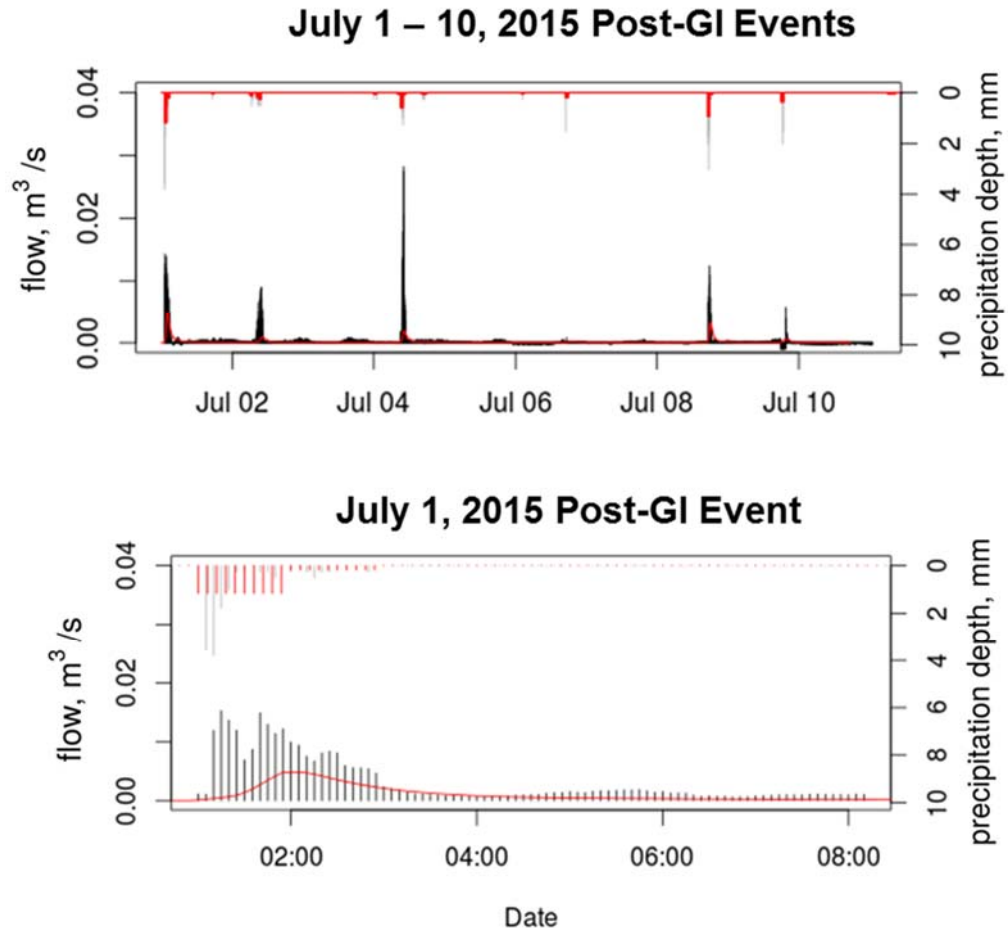 July 1 – 10, 2015 Post-GI Events
flow, m³ /s
0.00
0.02
0.04
0
2
4
6
8
10
precipitation depth, mm
Jul 02 Jul 04 Jul 06 Jul 08 Jul 10
July 1, 2015 Post-GI Event
flow, m³ /s
0.00
0.02
0.04
0
2
4
6
8
10
precipitation depth, mm
02:00 04:00 06:00 08:00
Date